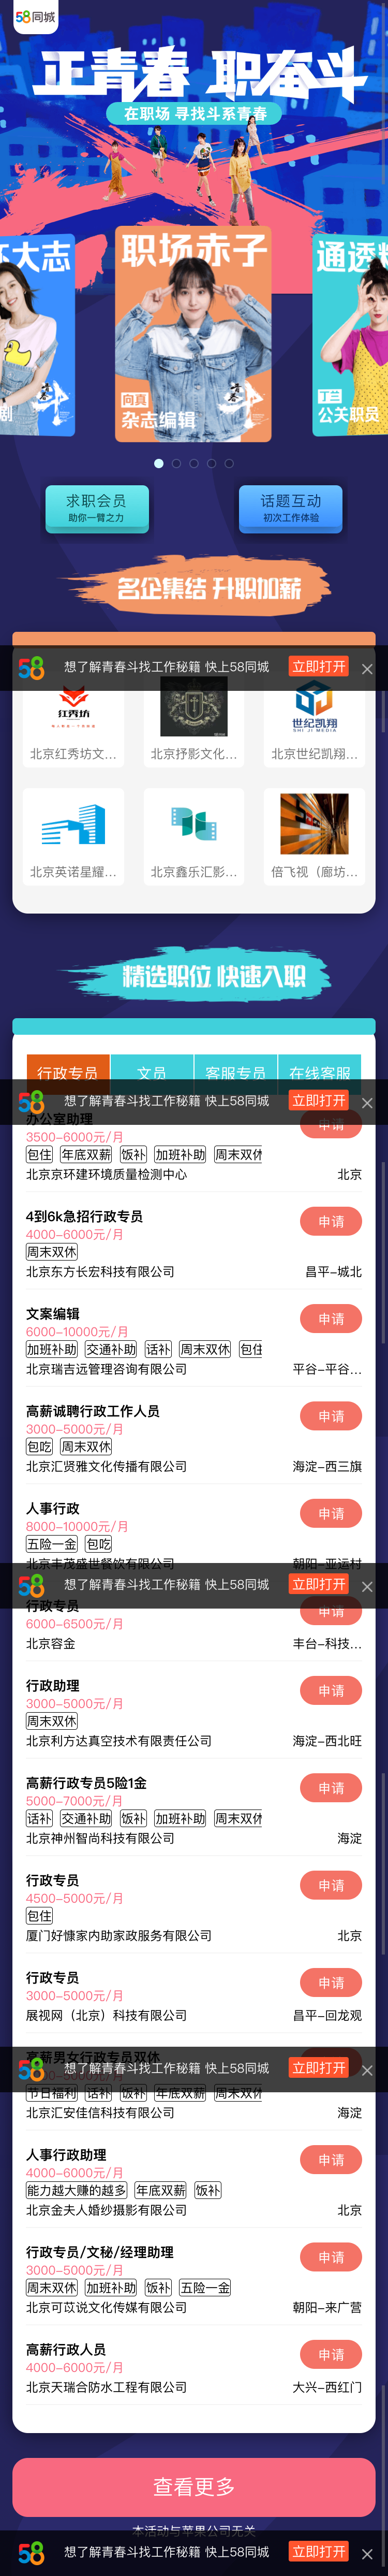 58同城
正青春 职奋斗
在职场 寻找斗系青春
职场赤子
大志
通透
向真
杂志编辑
青春斗
剧
丁兰
公关职员
求职会员
助你一臂之力
话题互动
初次工作体验
名企集结 升职加薪
想了解青春斗找工作秘籍 快上58同城
立即打开
红秀坊
世纪凯翔
SHI JI MEDIA
北京红秀坊文...
北京抒影文化...
北京世纪凯翔...
北京英诺星耀...
北京鑫乐汇影...
倍飞视（廊坊...
精选职位 快速入职
行政专员 文员 客服专员 在线客服
想了解青春斗找工作秘籍 快上58同城
立即打开
办公室助理
申请
3500-6000元/月
包住 年底双薪 饭补 加班补助 周末双休
北京京环建环境质量检测中心 北京
4到6k急招行政专员
申请
4000-6000元/月
周末双休
北京东方长宏科技有限公司 昌平-城北
文案编辑
申请
6000-10000元/月
加班补助 交通补助 话补 周末双休 包住
北京瑞吉远管理咨询有限公司 平谷-平谷...
高薪诚聘行政工作人员
申请
3000-5000元/月
包吃 周末双休
北京汇贤雅文化传播有限公司 海淀-西三旗
人事行政
申请
8000-10000元/月
五险一金 包吃
北京丰茂盛世餐饮有限公司 朝阳-亚运村
想了解青春斗找工作秘籍 快上58同城
立即打开
行政专员
申请
6000-6500元/月
北京容金 丰台-科技...
行政助理
申请
3000-5000元/月
周末双休
北京利方达真空技术有限责任公司 海淀-西北旺
高薪行政专员5险1金
申请
5000-7000元/月
话补 交通补助 饭补 加班补助 周末双休
北京神州智尚科技有限公司 海淀
行政专员
申请
4500-5000元/月
包住
厦门好慷家内助家政服务有限公司 北京
行政专员
申请
3000-5000元/月
展视网（北京）科技有限公司 昌平-回龙观
高薪男女行政专员双休
想了解青春斗找工作秘籍 快上58同城
立即打开
节日福利 话补 饭补 年底双薪 周末双休
北京汇安佳信科技有限公司 海淀
人事行政助理
申请
4000-6000元/月
能力越大赚的越多 年底双薪 饭补
北京金夫人婚纱摄影有限公司 北京
行政专员/文秘/经理助理
申请
3000-5000元/月
周末双休 加班补助 饭补 五险一金
北京可苡说文化传媒有限公司 朝阳-来广营
高薪行政人员
申请
4000-6000元/月
北京天瑞合防水工程有限公司 大兴-西红门
查看更多
本活动与苹果公司无关
想了解青春斗找工作秘籍 快上58同城
立即打开